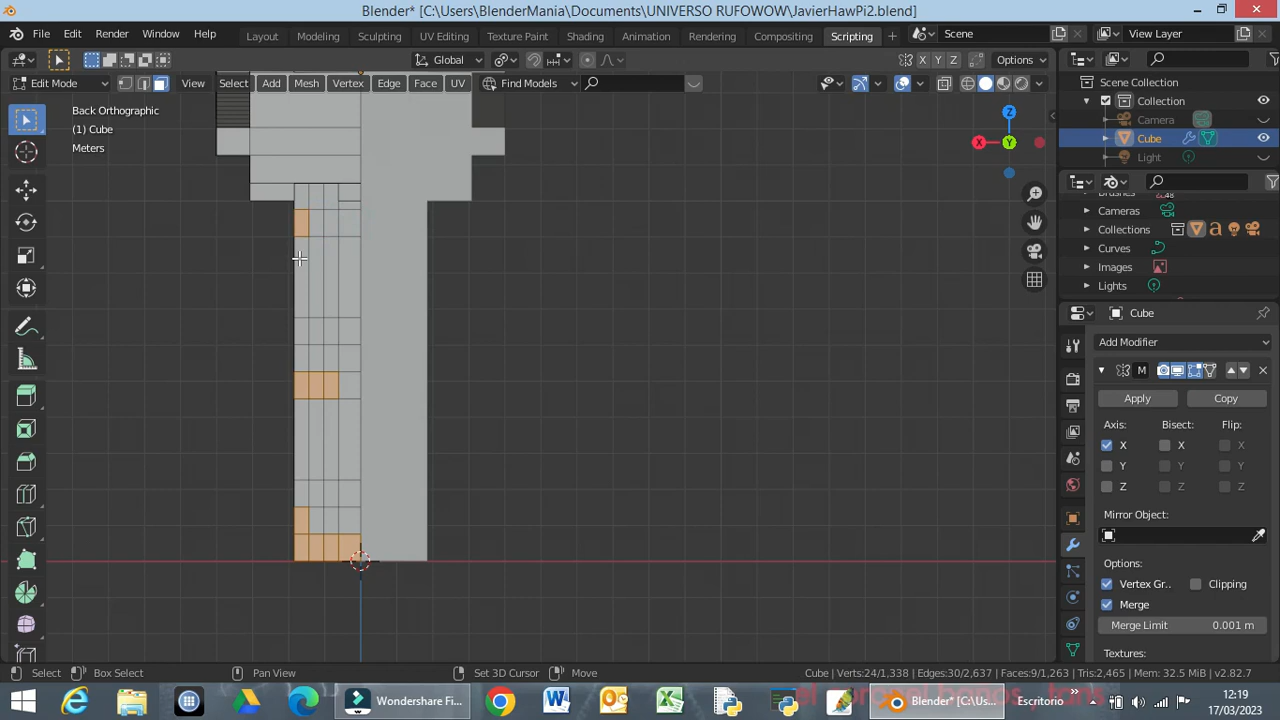 Blender* [C:\Users\BlenderMania\Documents\UNIVERSO RUFOWOW\JavierHawPi2.blend]
File Edit Render Window Help Layout Modeling Sculpting UV Editing Texture Paint Shading Animation Rendering Compositing Scripting + Scene View Layer
Global Options
Edit Mode View Select Add Mesh Vertex Edge Face UV Find Models X Y Z
Back Orthographic
(1) Cube
Meters
Z
X Y
Scene Collection
Collection
Camera
Cube
Light
Brushes 48
Cameras
Collections
Curves
Images
Lights
Cube
Add Modifier
M
Apply Copy
Axis: Bisect: Flip:
X X X
Y Y Y
Z Z Z
Mirror Object:
Options:
Vertex Gr.. Clipping
Merge
Merge Limit 0.001 m
Textures:
Select Box Select Pan View Set 3D Cursor Move Cube | Verts:24/1,338 | Edges:30/2,637 | Faces:9/1,263 | Tris:2,465 | Mem: 32.5 MiB | v2.82.7
Wondershare Fi... Blender* [C:\Us... Escritorio » 12:19
17/03/2023